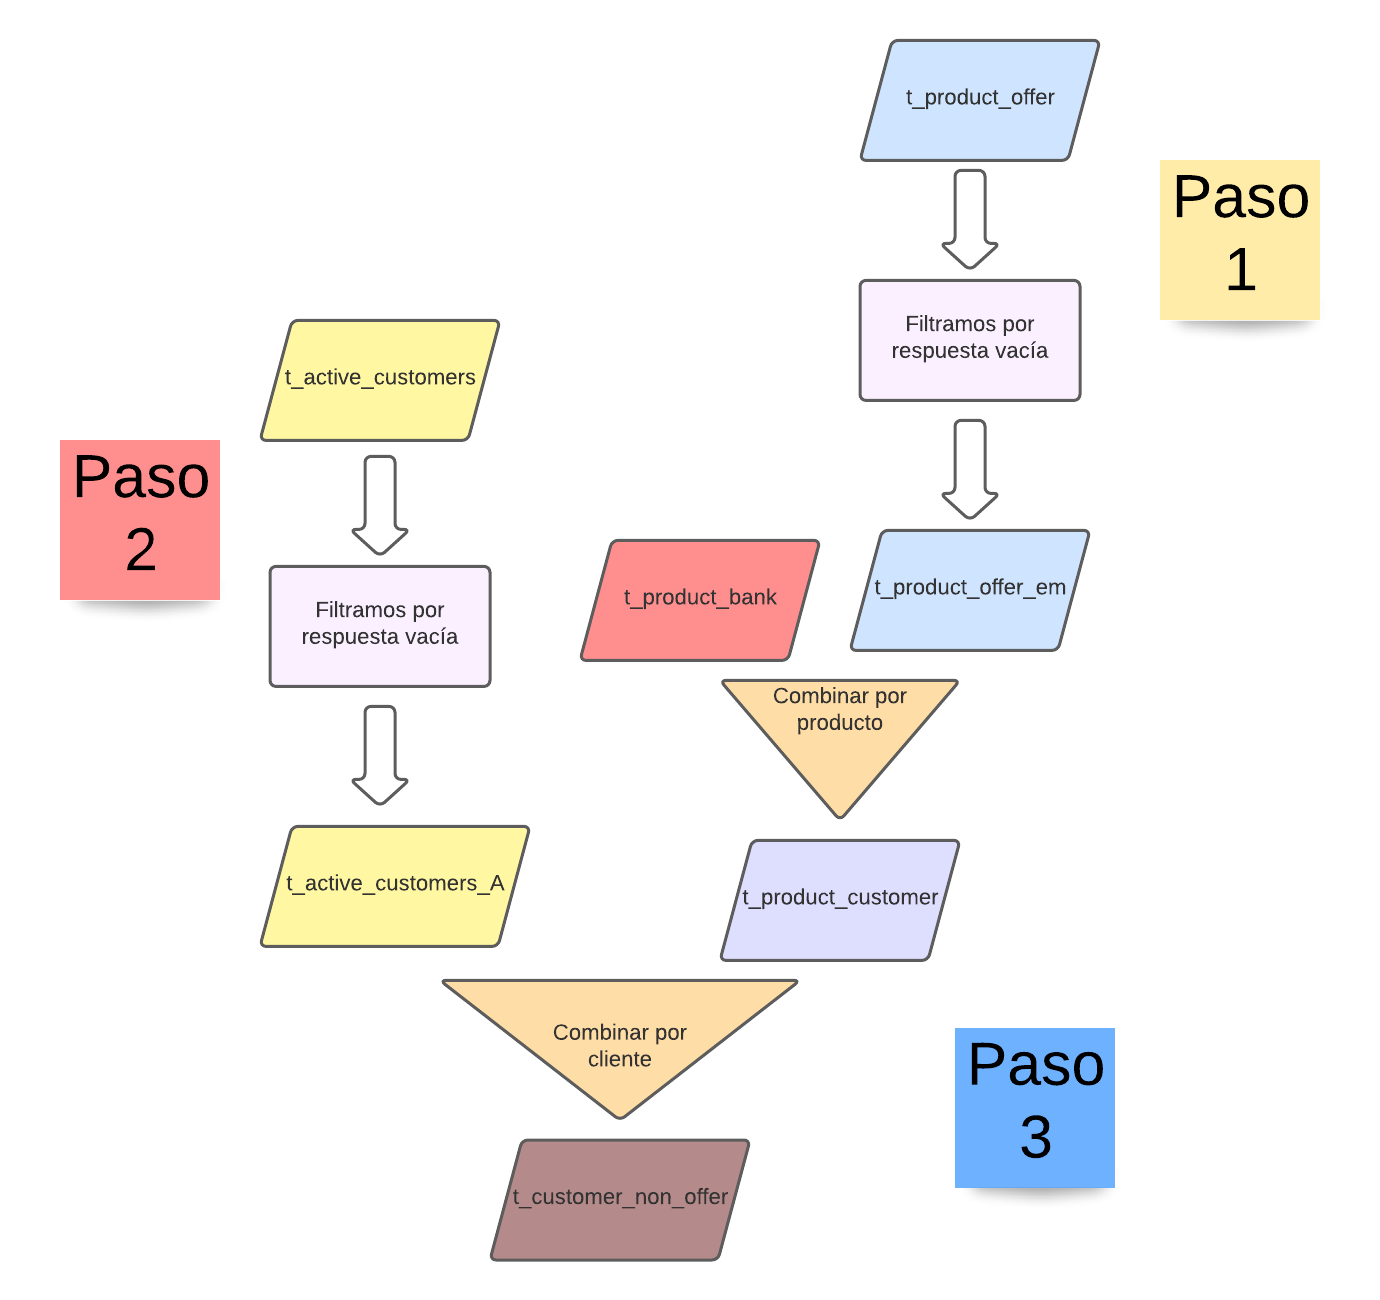 t_product_offer
Paso
1
Filtramos por
respuesta vacía
t_active_customers
Paso
2
t_product_bank
t_product_offer_em
Filtramos por
respuesta vacía
Combinar por
producto
t_active_customers_A
t_product_customer
Combinar por
cliente
Paso
3
t_customer_non_offer